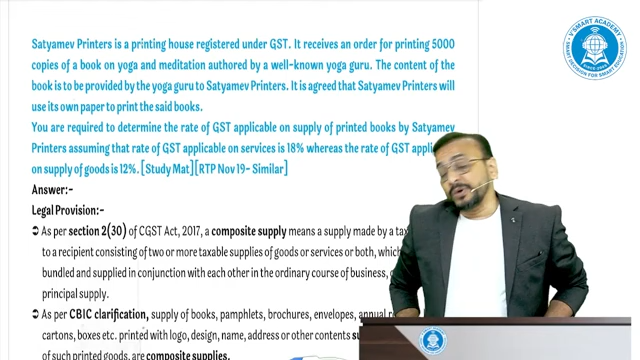 Satyamev Printers is a printing house registered under GST. It receives an order for printing 5000
copies of a book on yoga and meditation authored by a well-known yoga guru. The content of the
book is to be provided by the yoga guru to Satyamev Printers. It is agreed that Satyamev Printers will
use its own paper to print the said books.
You are required to determine the rate of GST applicable on supply of printed books by Satyamev
Printers assuming that rate of GST applicable on services is 18% whereas the rate of GST
on supply of goods is 12%. [Study Mat][RTP Nov 19- Similar]
Answer:-
Legal Provision:-
➲ As per section 2(30) of CGST Act, 2017, a composite supply means a supply made by a
to a recipient consisting of two or more taxable supplies of goods or services or both,
bundled and supplied in conjunction with each other in the ordinary course of business,
principal supply.
➲ As per CBIC clarification, supply of books, pamphlets, brochures, envelopes, annual
cartons, boxes etc. printed with logo, design, name, address or other contents
of such printed goods, are composite supplies.
V SMART ACADEMY
SMART DECISION FOR SMART EDUCATION